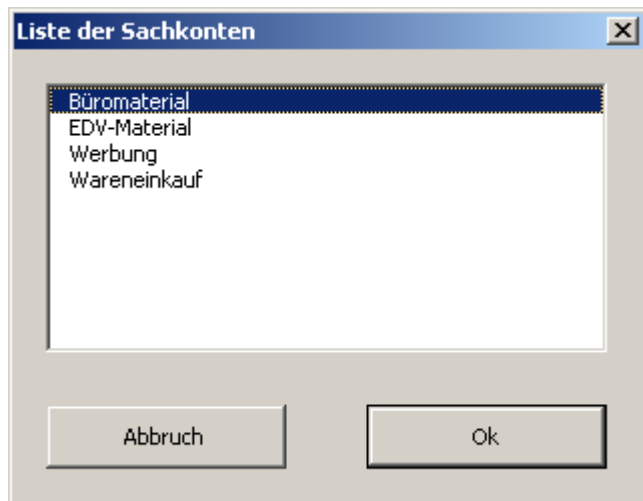 Liste der Sachkonten
Büromaterial
EDV-Material
Werbung
Wareneinkauf
Abbruch
Ok